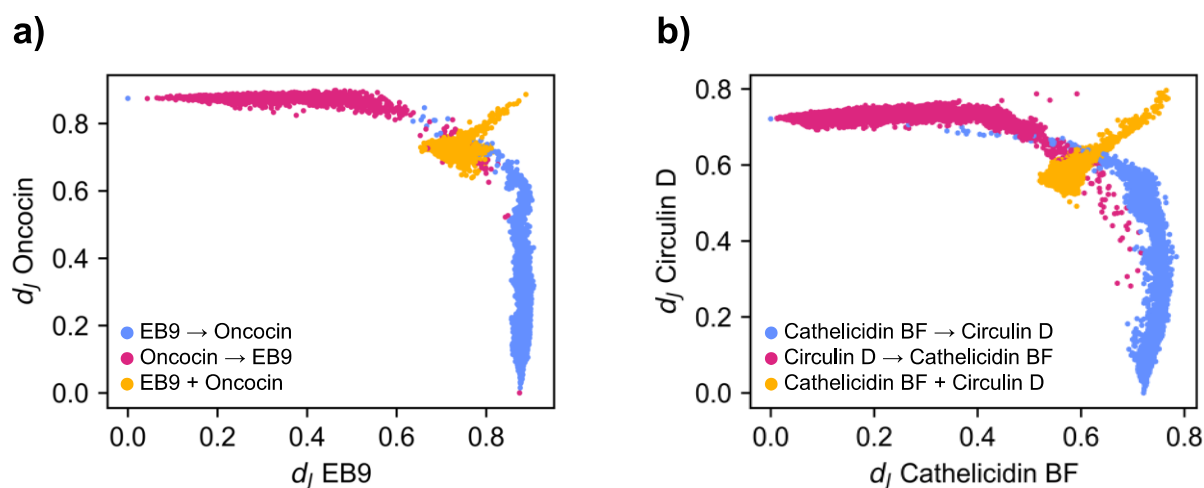 a)
0.8
0.6
0.4
0.2
0.0
d_J Oncocin
EB9 → Oncocin
Oncocin → EB9
EB9 + Oncocin
0.0 0.2 0.4 0.6 0.8
d_J EB9
b)
0.8
0.6
0.4
0.2
0.0
d_J Circulin D
Cathelicidin BF → Circulin D
Circulin D → Cathelicidin BF
Cathelicidin BF + Circulin D
0.0 0.2 0.4 0.6 0.8
d_J Cathelicidin BF